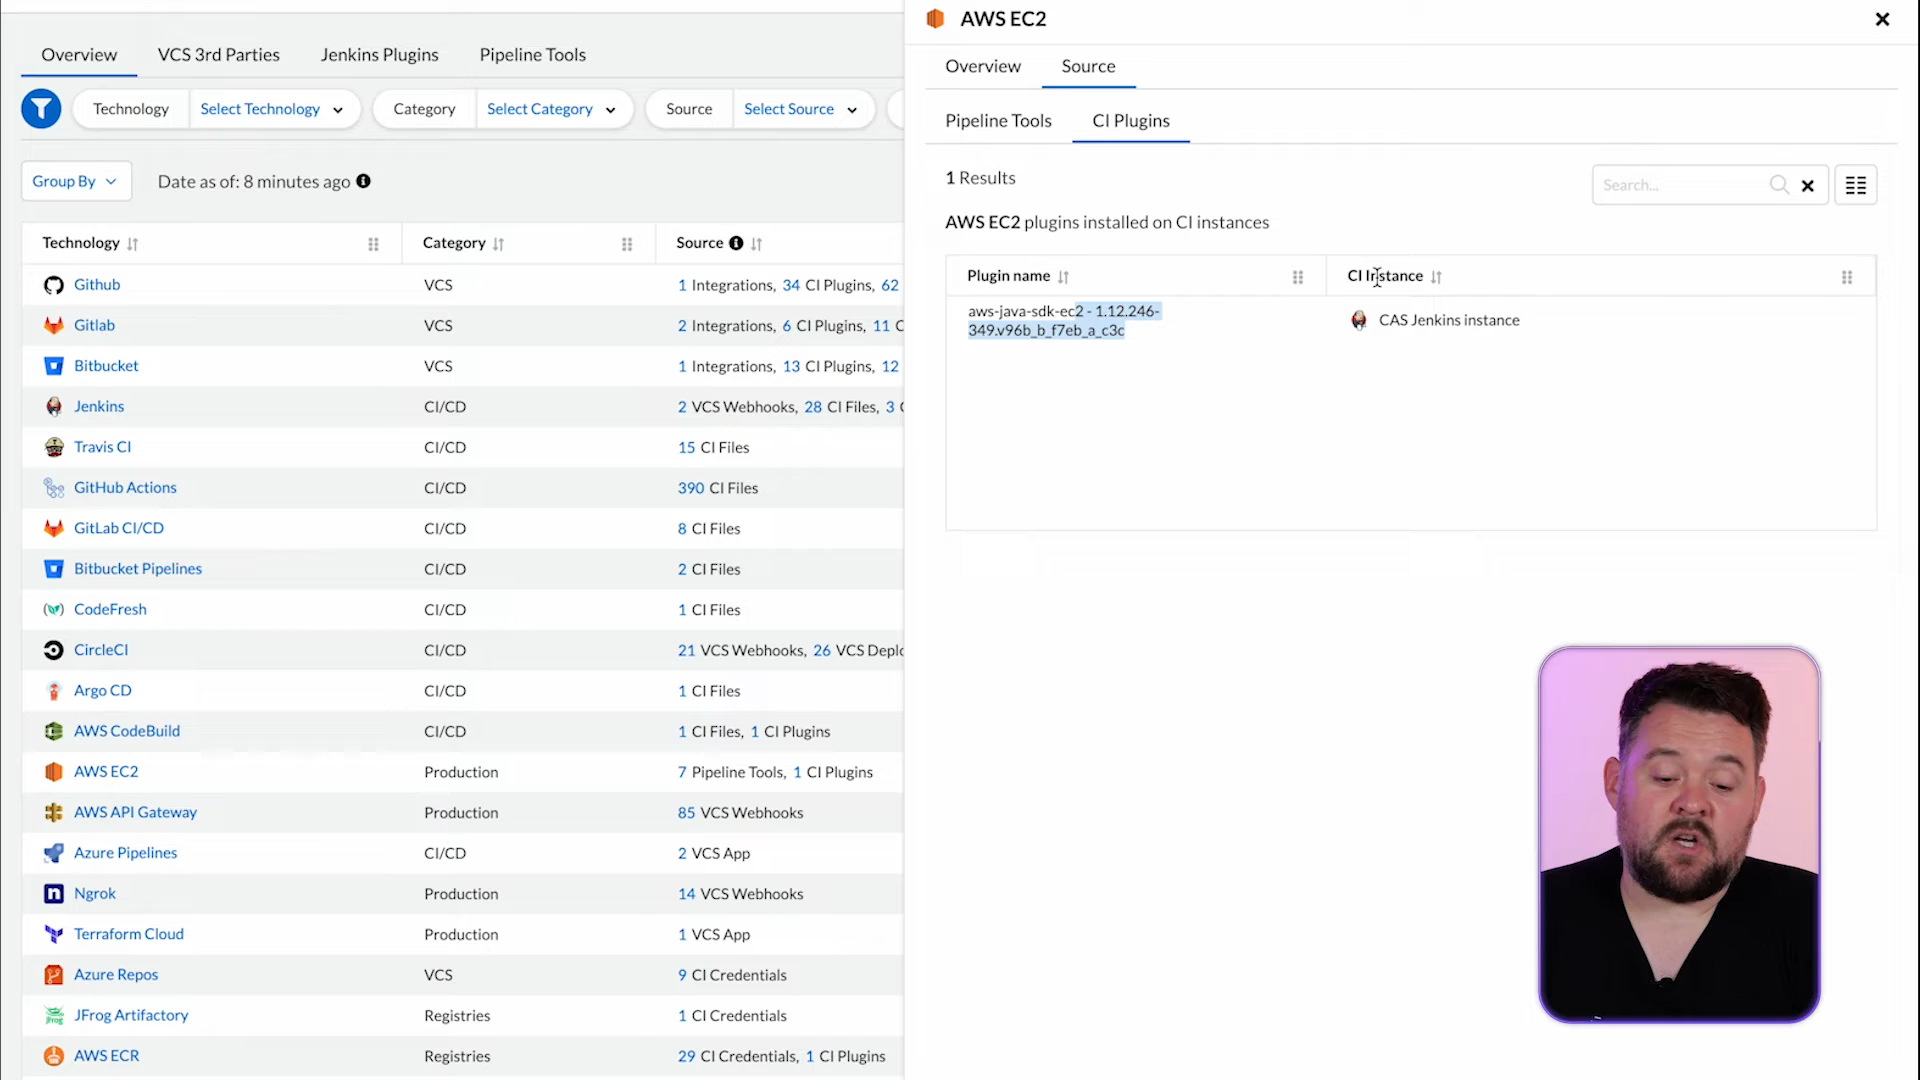 Overview VCS 3rd Parties Jenkins Plugins Pipeline Tools
Technology Select Technology Category Select Category Source Select Source
Group By Date as of: 8 minutes ago
Technology Category Source
Github VCS 1 Integrations, 34 CI Plugins, 62
Gitlab VCS 2 Integrations, 6 CI Plugins, 11
Bitbucket VCS 1 Integrations, 13 CI Plugins, 12
Jenkins CI/CD 2 VCS Webhooks, 28 CI Files, 3
Travis CI CI/CD 15 CI Files
GitHub Actions CI/CD 390 CI Files
GitLab CI/CD CI/CD 8 CI Files
Bitbucket Pipelines CI/CD 2 CI Files
CodeFresh CI/CD 1 CI Files
CircleCI CI/CD 21 VCS Webhooks, 26 VCS Deplo
Argo CD CI/CD 1 CI Files
AWS CodeBuild CI/CD 1 CI Files, 1 CI Plugins
AWS EC2 Production 7 Pipeline Tools, 1 CI Plugins
AWS API Gateway Production 85 VCS Webhooks
Azure Pipelines CI/CD 2 VCS App
Ngrok Production 14 VCS Webhooks
Terraform Cloud Production 1 VCS App
Azure Repos VCS 9 CI Credentials
JFrog Artifactory Registries 1 CI Credentials
AWS ECR Registries 29 CI Credentials, 1 CI Plugins
AWS EC2
Overview Source
Pipeline Tools CI Plugins
1 Results
Search...
AWS EC2 plugins installed on CI instances
Plugin name CI Instance
aws-java-sdk-ec2 - 1.12.246-
349.v96b_b_f7eb_a_c3c
CAS Jenkins instance